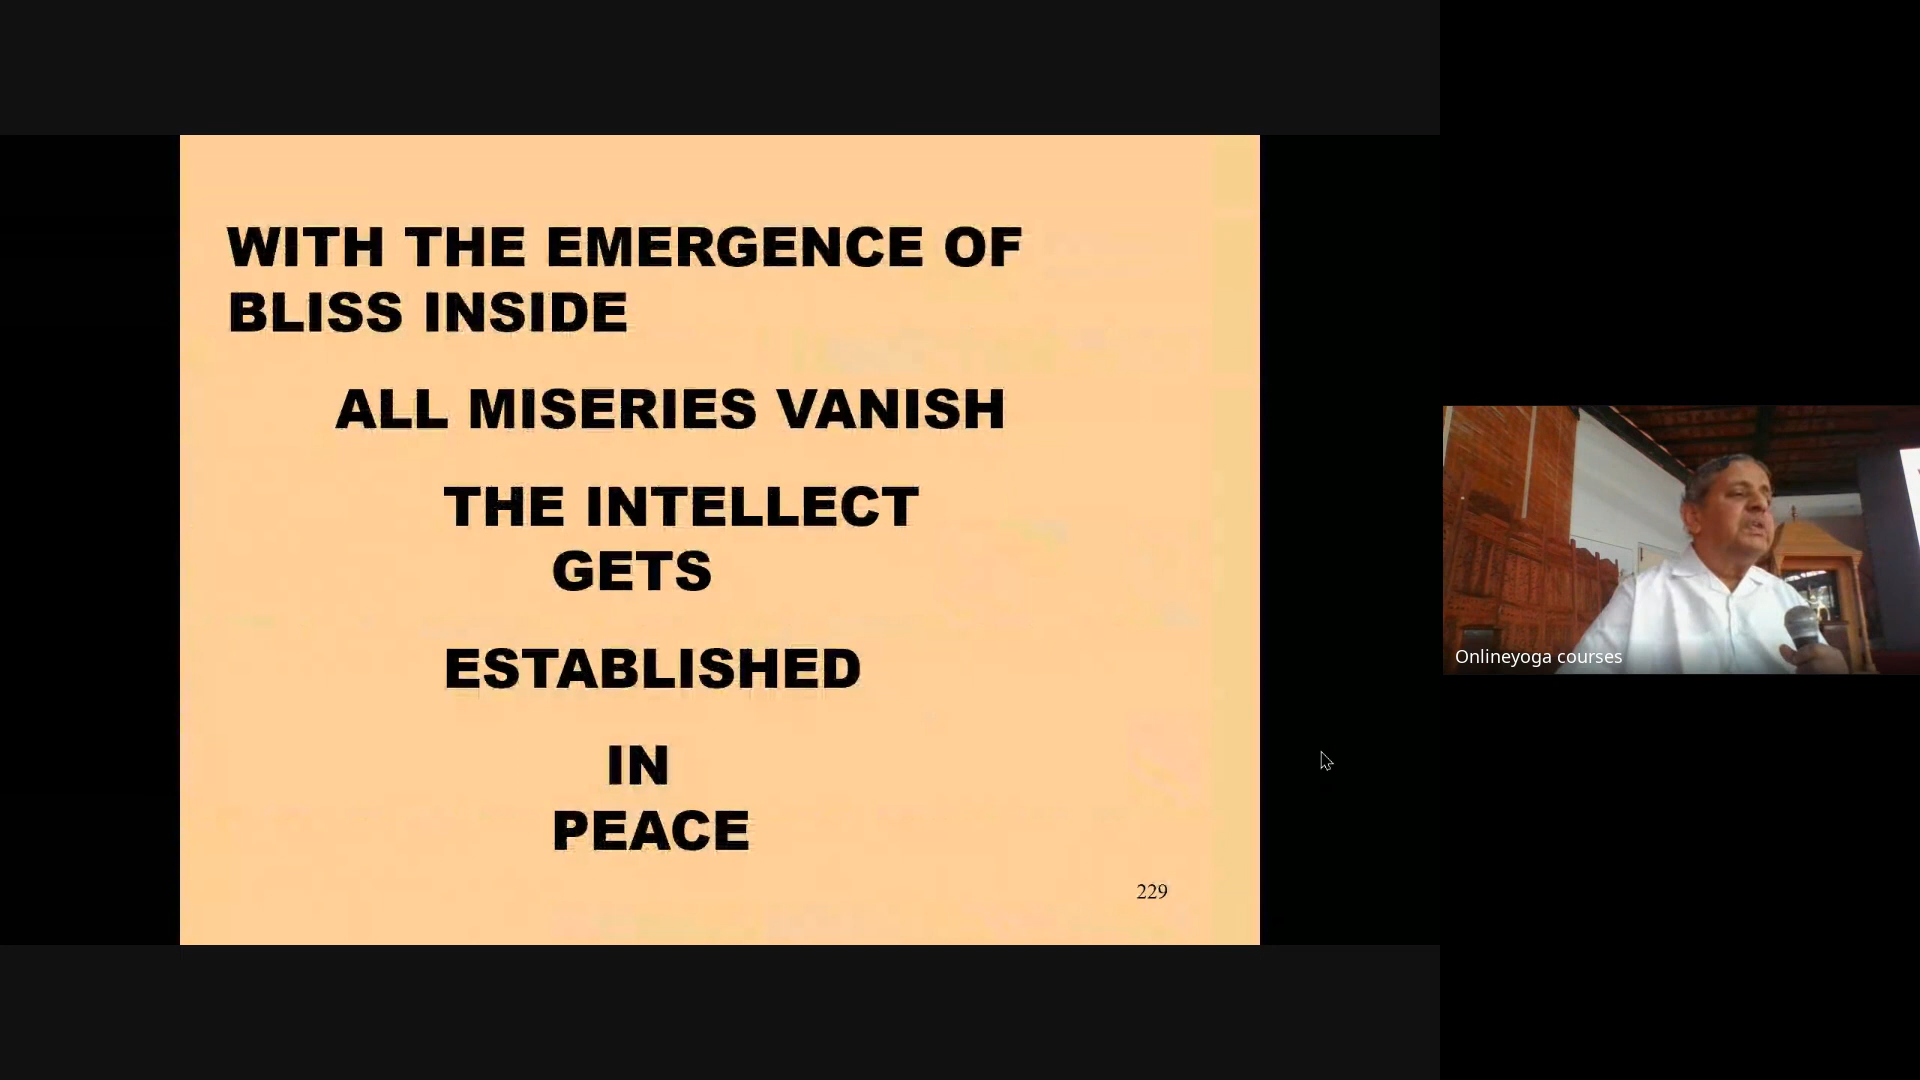 WITH THE EMERGENCE OF
BLISS INSIDE
ALL MISERIES VANISH
THE INTELLECT
GETS
ESTABLISHED
IN
PEACE
229
Onlineyoga courses